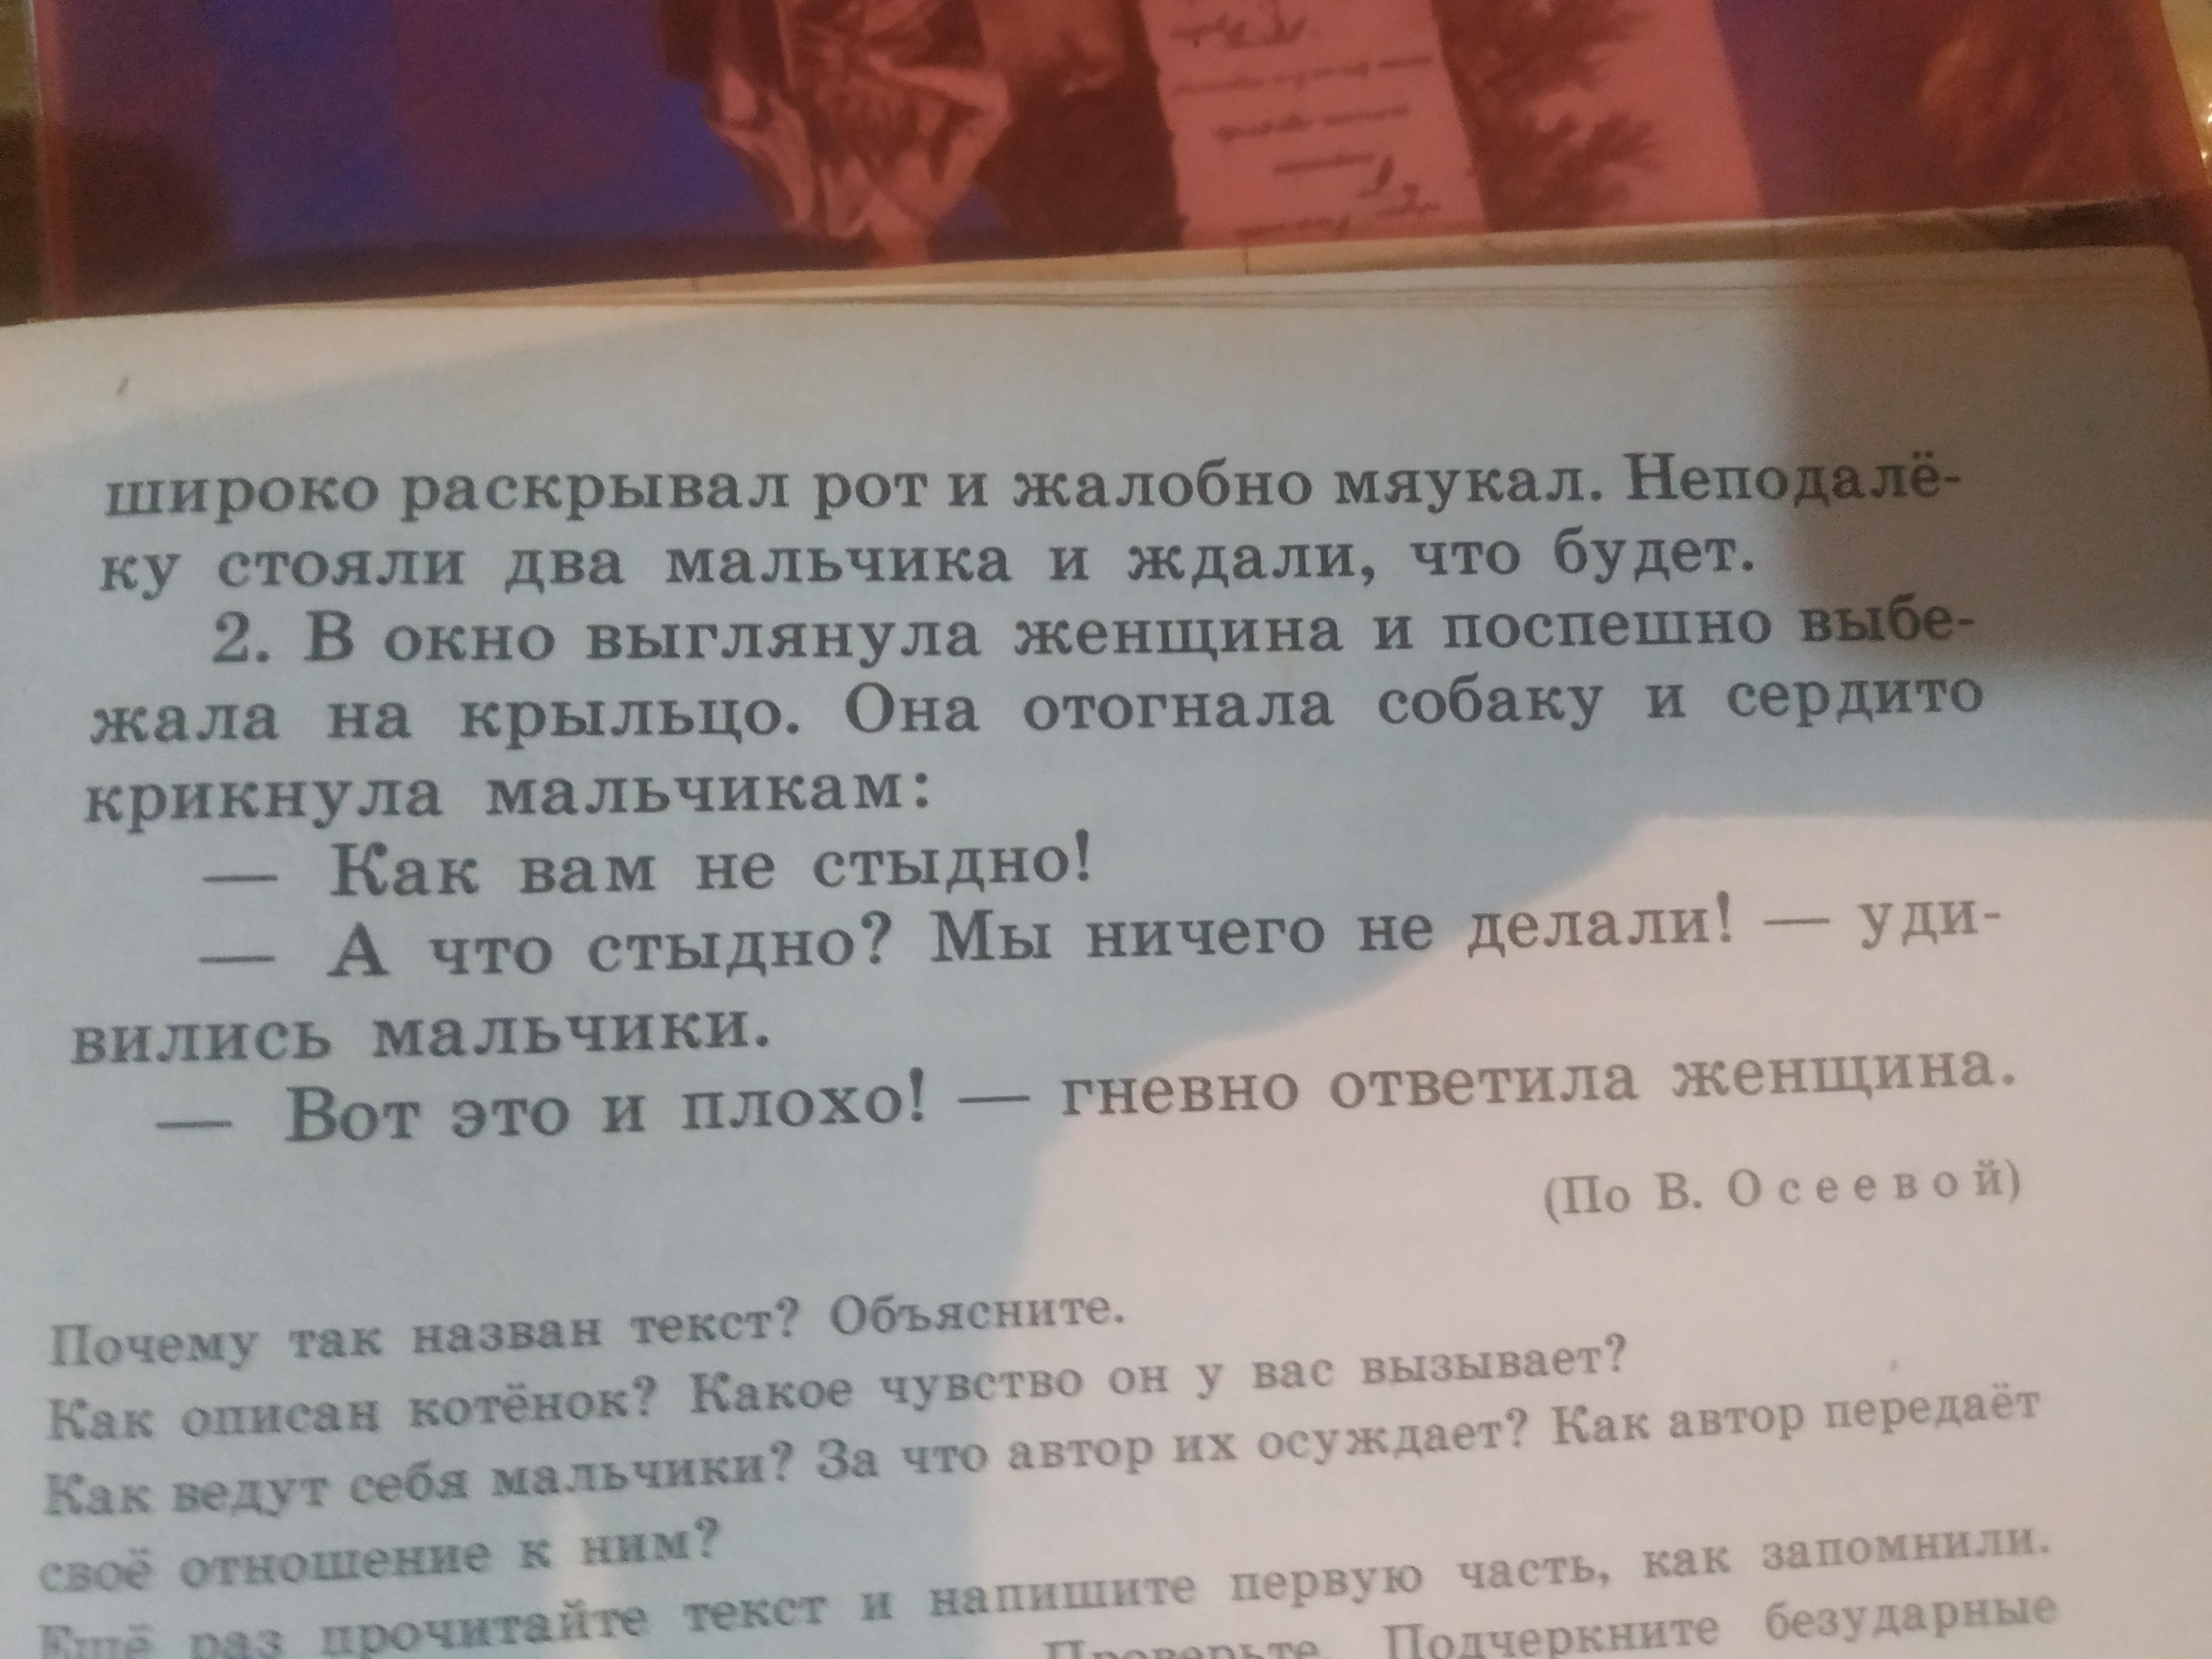 широко раскрывал рот и жалобно мяукал. Неподалё-
ку стояли два мальчика и ждали, что будет.
2. В окно выглянула женщина и поспешно выбе-
жала на крыльцо. Она отогнала собаку и сердито
крикнула мальчикам:
— Как вам не стыдно!
— А что стыдно? Мы ничего не делали! — уди-
вились мальчики.
— Вот это и плохо! — гневно ответила женщина.
(По В. Осеевой)
Почему так назван текст? Объясните.
Как описан котёнок? Какое чувство он у вас вызывает?
Как ведут себя мальчики? За что автор их осуждает? Как автор передаёт
своё отношение к ним?
Ещё раз прочитайте текст и напишите первую часть, как запомнили.
Проверьте. Подчеркните безударные